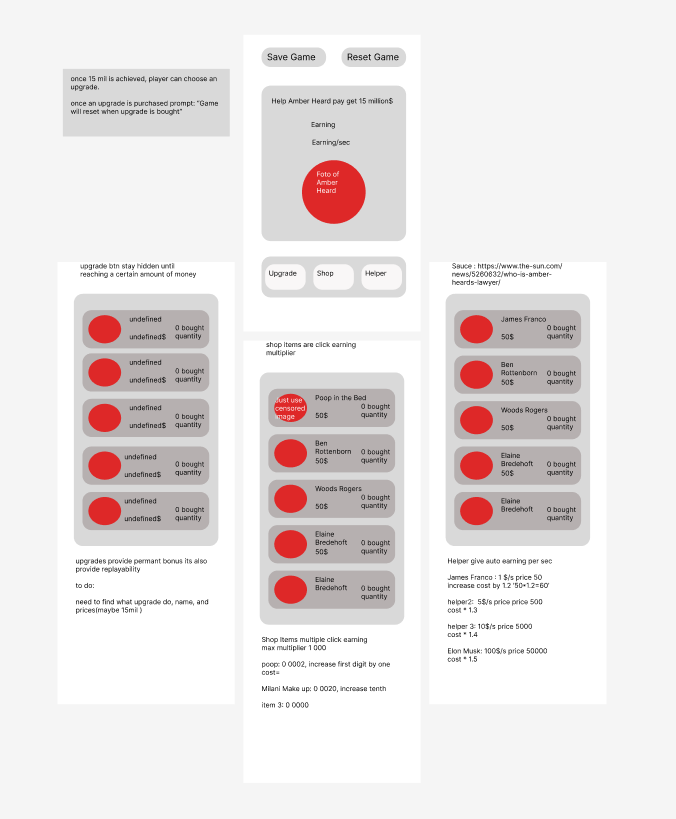 once 15 mil is achieved, player can choose an
upgrade.
once an upgrade is purchased prompt: "Game
will reset when upgrade is bought"
Save Game
Reset Game
Help Amber Heard pay get 15 million$
Earning
Earning/sec
Foto of
Amber
Heard
Upgrade
Shop
Helper
upgrade btn stay hidden until
reaching a certain amount of money
undefined
undefined$
0 bought
quantity
undefined
undefined$
0 bought
quantity
undefined
undefined$
0 bought
quantity
undefined
undefined$
0 bought
quantity
undefined
undefined$
0 bought
quantity
upgrades provide permant bonus its also
provide replayability
to do:
need to find what upgrade do, name, and
prices(maybe 15mil )
shop items are click earning
multiplier
Just use
censored
image
Poop in the Bed
50$
0 bought
quantity
Ben
Rottenborn
50$
0 bought
quantity
Woods Rogers
50$
0 bought
quantity
Elaine
Bredehoft
50$
0 bought
quantity
Elaine
Bredehoft
0 bought
quantity
Shop Items multiple click earning
max multiplier 1 000
poop: 0 0002, increase first digit by one
cost=
Milani Make up: 0 0020, increase tenth
item 3: 0 0000
Sauce : https://www.the-sun.com/
news/5260632/who-is-amber-
heards-lawyer/
James Franco
50$
0 bought
quantity
Ben
Rottenborn
50$
0 bought
quantity
Woods Rogers
50$
0 bought
quantity
Elaine
Bredehoft
50$
0 bought
quantity
Elaine
Bredehoft
0 bought
quantity
Helper give auto earning per sec
James Franco : 1 $/s price 50
increase cost by 1.2 '50*1.2=60'
helper2:  5$/s price price 500
cost * 1.3
helper 3: 10$/s price 5000
cost * 1.4
Elon Musk: 100$/s price 50000
cost * 1.5